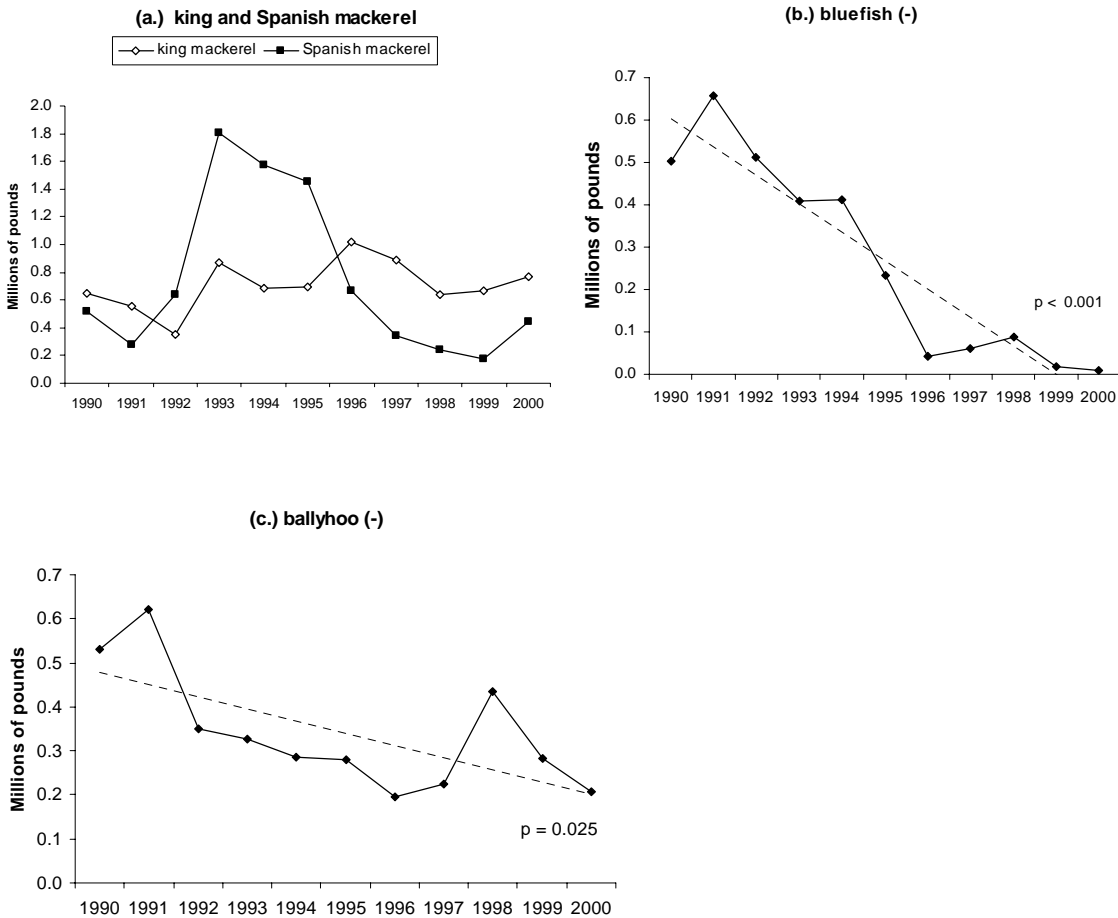 (a.) king and Spanish mackerel
king mackerel Spanish mackerel
Millions of pounds
2.0
1.8
1.6
1.4
1.2
1.0
0.8
0.6
0.4
0.2
0.0
1990 1991 1992 1993 1994 1995 1996 1997 1998 1999 2000
(b.) bluefish (-)
Millions of pounds
0.7
0.6
0.5
0.4
0.3
0.2
0.1
0.0
p < 0.001
1990 1991 1992 1993 1994 1995 1996 1997 1998 1999 2000
(c.) ballyhoo (-)
Millions of pounds
0.7
0.6
0.5
0.4
0.3
0.2
0.1
0.0
p = 0.025
1990 1991 1992 1993 1994 1995 1996 1997 1998 1999 2000